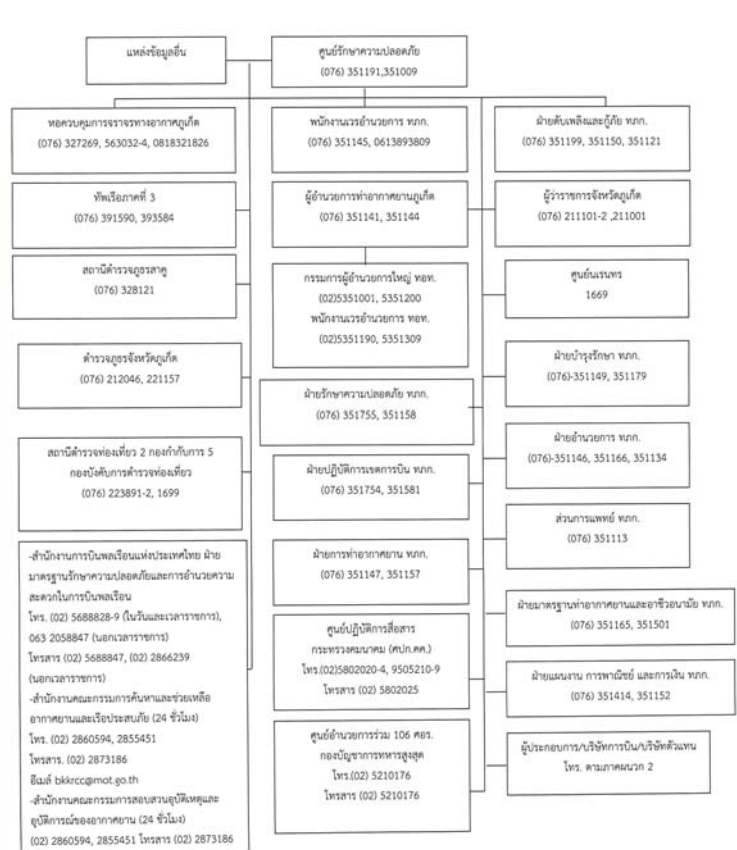 แหล่งข้อมูลอื่น
ศูนย์รักษาความปลอดภัย
(076) 351191,351009
หอควบคุมการจราจรทางอากาศภูเก็ต
(076) 327269, 563032-4, 0818321826
พนักงานเวรอำนวยการ ทภก.
(076) 351145, 0613893809
ฝ่ายดับเพลิงและกู้ภัย ทภก.
(076) 351199, 351150, 351121
ทัพเรือภาคที่ 3
(076) 391590, 393584
ผู้อำนวยการท่าอากาศยานภูเก็ต
(076) 351141, 351144
ผู้ว่าราชการจังหวัดภูเก็ต
(076) 211101-2 ,211001
สถานีตำรวจภูธรสาคู
(076) 328121
กรรมการผู้อำนวยการใหญ่ ทอท.
(02)5351001, 5351200
พนักงานเวรอำนวยการ ทอท.
(02)5351190, 5351309
ศูนย์นเรนทร
1669
ตำรวจภูธรจังหวัดภูเก็ต
(076) 212046, 221157
ฝ่ายรักษาความปลอดภัย ทภก.
(076) 351755, 351158
ฝ่ายบำรุงรักษา ทภก.
(076)-351149, 351179
สถานีตำรวจท่องเที่ยว 2 กองกำกับการ 5
กองบังคับการตำรวจท่องเที่ยว
(076) 223891-2, 1699
ฝ่ายปฏิบัติการเขตการบิน ทภก.
(076) 351754, 351581
ฝ่ายอำนวยการ ทภก.
(076)-351146, 351166, 351134
ส่วนการแพทย์ ทภก.
(076) 351113
-สำนักงานการบินพลเรือนแห่งประเทศไทย ฝ่าย
มาตรฐานรักษาความปลอดภัยและการอำนวยความ
สะดวกในการบินพลเรือน
โทร. (02) 5688828-9 (ในวันและเวลาราชการ),
063 2058847 (นอกเวลาราชการ)
โทรสาร (02) 5688847, (02) 2866239
(นอกเวลาราชการ)
-สำนักงานคณะกรรมการค้นหาและช่วยเหลือ
อากาศยานและเรือประสบภัย (24 ชั่วโมง)
โทร. (02) 2860594, 2855451
โทรสาร. (02) 2873186
อีเมล์ bkkrcc@mot.go.th
-สำนักงานคณะกรรมการสอบสวนอุบัติเหตุและ
อุบัติการณ์ของอากาศยาน (24 ชั่วโมง)
(02) 2860594, 2855451 โทรสาร (02) 2873186
ฝ่ายการท่าอากาศยาน ทภก.
(076) 351147, 351157
ศูนย์ปฏิบัติการสื่อสาร
กระทรวงคมนาคม (ศปก.คค.)
โทร.(02)5802020-4, 9505210-9
โทรสาร (02) 5802025
ศูนย์อำนวยการร่วม 106 ศอร.
กองบัญชาการทหารสูงสุด
โทร.(02) 5210176
โทรสาร (02) 5210176
ฝ่ายมาตรฐานท่าอากาศยานและอาชีวอนามัย ทภก.
(076) 351165, 351501
ฝ่ายแผนงาน การพาณิชย์ และการเงิน ทภก.
(076) 351414, 351152
ผู้ประกอบการ/บริษัทการบิน/บริษัทตัวแทน
โทร. ตามภาคผนวก 2